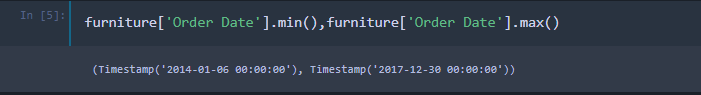 In [5]:
furniture['Order Date'].min(),furniture['Order Date'].max()
(Timestamp('2014-01-06 00:00:00'), Timestamp('2017-12-30 00:00:00'))